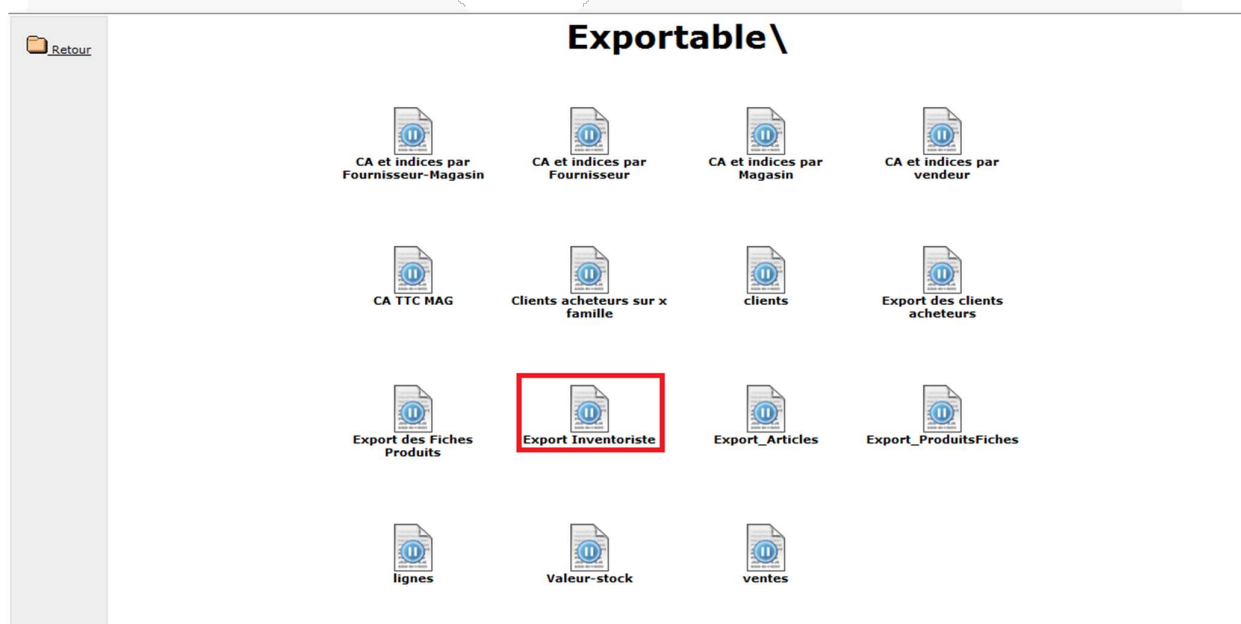 Retour
Exportable\
CA et indices par
Fournisseur-Magasin
CA et indices par
Fournisseur
CA et indices par
Magasin
CA et indices par
vendeur
CA TTC MAG
Clients acheteurs sur x
famille
clients
Export des clients
acheteurs
Export des Fiches
Produits
Export Inventoriste
Export_Articles
Export_ProduitsFiches
lignes
Valeur-stock
ventes